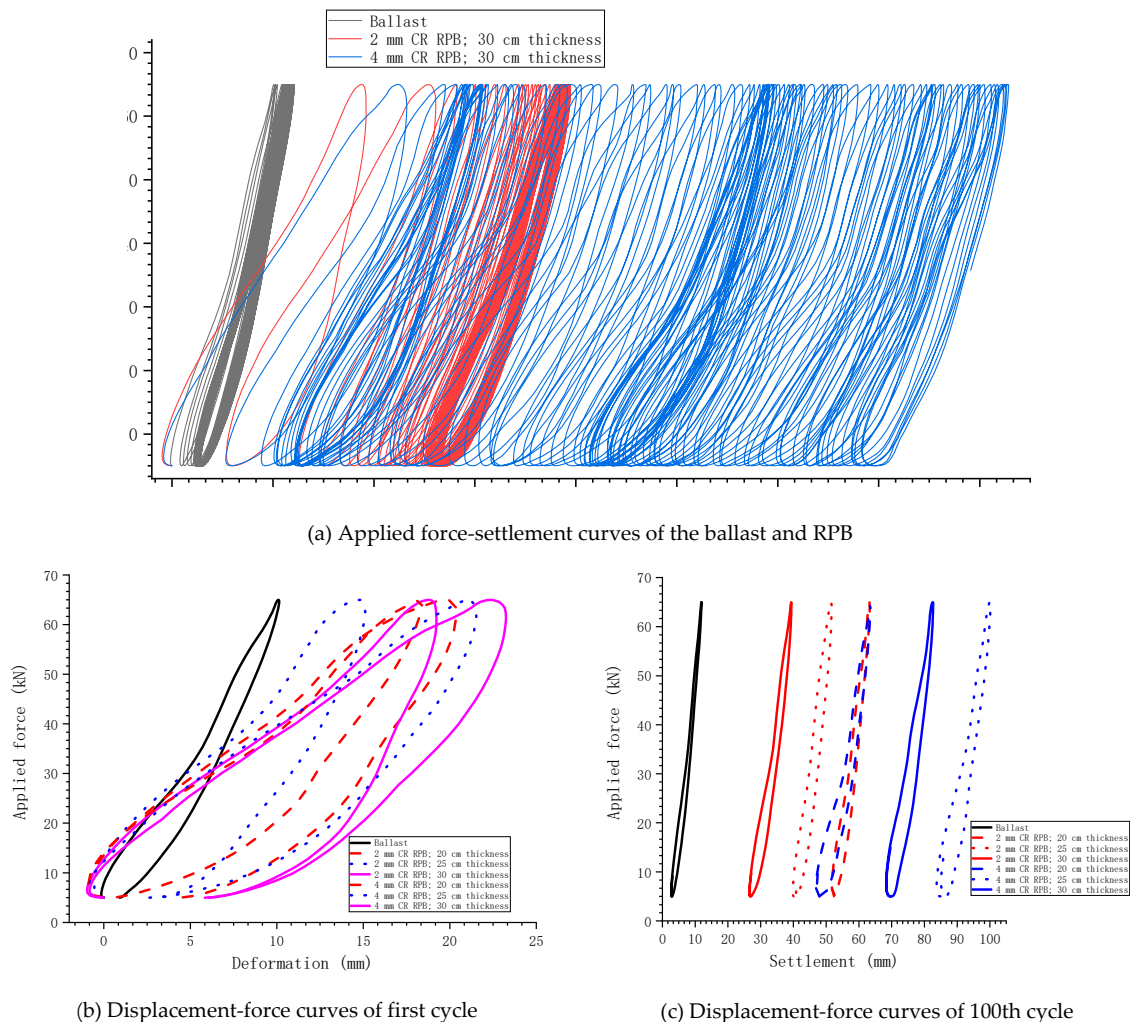 Ballast
2 mm CR RPB; 30 cm thickness
4 mm CR RPB; 30 cm thickness
0
60
0
40
0
0
0
(a) Applied force-settlement curves of the ballast and RPB
70
60
50
40
30
20
10
0
Applied force (kN)
0 5 10 15 20 25
Deformation (mm)
Ballast
2 mm CR RPB; 20 cm thickness
2 mm CR RPB; 25 cm thickness
2 mm CR RPB; 30 cm thickness
4 mm CR RPB; 20 cm thickness
4 mm CR RPB; 25 cm thickness
4 mm CR RPB; 30 cm thickness
(b) Displacement-force curves of first cycle
70
60
50
40
30
20
10
0
Applied force (kN)
0 10 20 30 40 50 60 70 80 90 100
Settlement (mm)
Ballast
2 mm CR RPB; 20 cm thickness
2 mm CR RPB; 25 cm thickness
2 mm CR RPB; 30 cm thickness
4 mm CR RPB; 20 cm thickness
4 mm CR RPB; 25 cm thickness
4 mm CR RPB; 30 cm thickness
(c) Displacement-force curves of 100th cycle